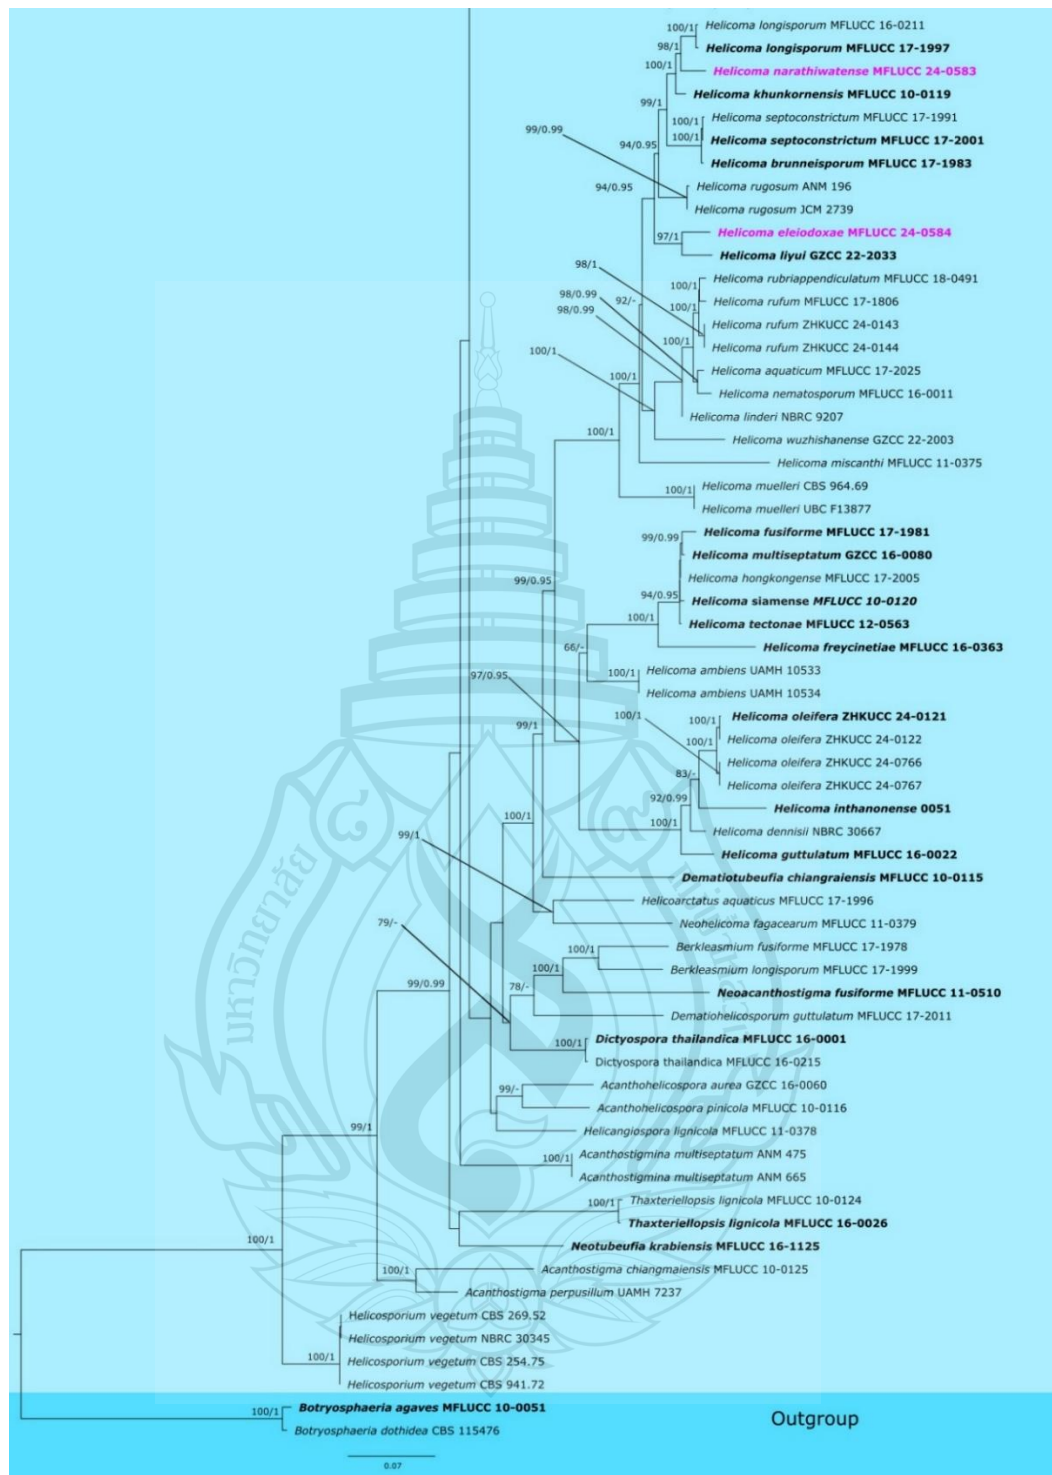 100/1 Helicoma longisporum MFLUCC 16-0211
98/1 Helicoma longisporum MFLUCC 17-1997
100/1 Helicoma narathiwatense MFLUCC 24-0583
99/1 Helicoma khunkornensis MFLUCC 10-0119
100/1 Helicoma septoconstrictum MFLUCC 17-1991
99/0.99 100/1 Helicoma septoconstrictum MFLUCC 17-2001
94/0.95 Helicoma brunneisporum MFLUCC 17-1983
94/0.95 Helicoma rugosum ANM 196
Helicoma rugosum JCM 2739
97/1 Helicoma eleiodoxae MFLUCC 24-0584
Helicoma liyui GZCC 22-2033
98/1 100/1 Helicoma rubriappendiculatum MFLUCC 18-0491
98/0.99 92/- Helicoma rufum MFLUCC 17-1806
98/0.99 100/1 Helicoma rufum ZHKUCC 24-0143
100/1 Helicoma rufum ZHKUCC 24-0144
100/1 Helicoma aquaticum MFLUCC 17-2025
100/1 Helicoma nematosporum MFLUCC 16-0011
Helicoma linderi NBRC 9207
100/1 Helicoma wuzhishanense GZCC 22-2003
Helicoma miscanthi MFLUCC 11-0375
100/1 Helicoma muelleri CBS 964.69
Helicoma muelleri UBC F13877
99/0.99 Helicoma fusiforme MFLUCC 17-1981
Helicoma multiseptatum GZCC 16-0080
99/0.95 Helicoma hongkongense MFLUCC 17-2005
94/0.95 Helicoma siamense MFLUCC 10-0120
100/1 Helicoma tectonae MFLUCC 12-0563
66/- Helicoma freycinetiae MFLUCC 16-0363
97/0.95 100/1 Helicoma ambiens UAMH 10533
Helicoma ambiens UAMH 10534
100/1 100/1 Helicoma oleifera ZHKUCC 24-0121
99/1 100/1 Helicoma oleifera ZHKUCC 24-0122
83/- Helicoma oleifera ZHKUCC 24-0766
Helicoma oleifera ZHKUCC 24-0767
92/0.99 Helicoma inthanonense 0051
99/1 100/1 100/1 Helicoma dennisii NBRC 30667
Helicoma guttulatum MFLUCC 16-0022
Dematiotubeufia chiangraiensis MFLUCC 10-0115
Helicoarctatus aquaticus MFLUCC 17-1996
79/- Neohelicoma fagacearum MFLUCC 11-0379
100/1 Berkleasmium fusiforme MFLUCC 17-1978
100/1 Berkleasmium longisporum MFLUCC 17-1999
99/0.99 78/- Neoacanthostigma fusiforme MFLUCC 11-0510
Dematiohelicosporum guttulatum MFLUCC 17-2011
100/1 Dictyospora thailandica MFLUCC 16-0001
Dictyospora thailandica MFLUCC 16-0215
99/- Acanthohelicospora aurea GZCC 16-0060
Acanthohelicospora pinicola MFLUCC 10-0116
99/1 Helicangiospora lignicola MFLUCC 11-0378
100/1 Acanthostigmina multiseptatum ANM 475
Acanthostigmina multiseptatum ANM 665
100/1 Thaxteriellopsis lignicola MFLUCC 10-0124
Thaxteriellopsis lignicola MFLUCC 16-0026
100/1 Neotubeufia krabiensis MFLUCC 16-1125
100/1 Acanthostigma chiangmaiensis MFLUCC 10-0125
Acanthostigma perpusillum UAMH 7237
Helicosporium vegetum CBS 269.52
Helicosporium vegetum NBRC 30345
100/1 Helicosporium vegetum CBS 254.75
Helicosporium vegetum CBS 941.72
100/1 Botryosphaeria agaves MFLUCC 10-0051
Botryosphaeria dothidea CBS 115476
Outgroup
0.07
มหาวิทยาลัย